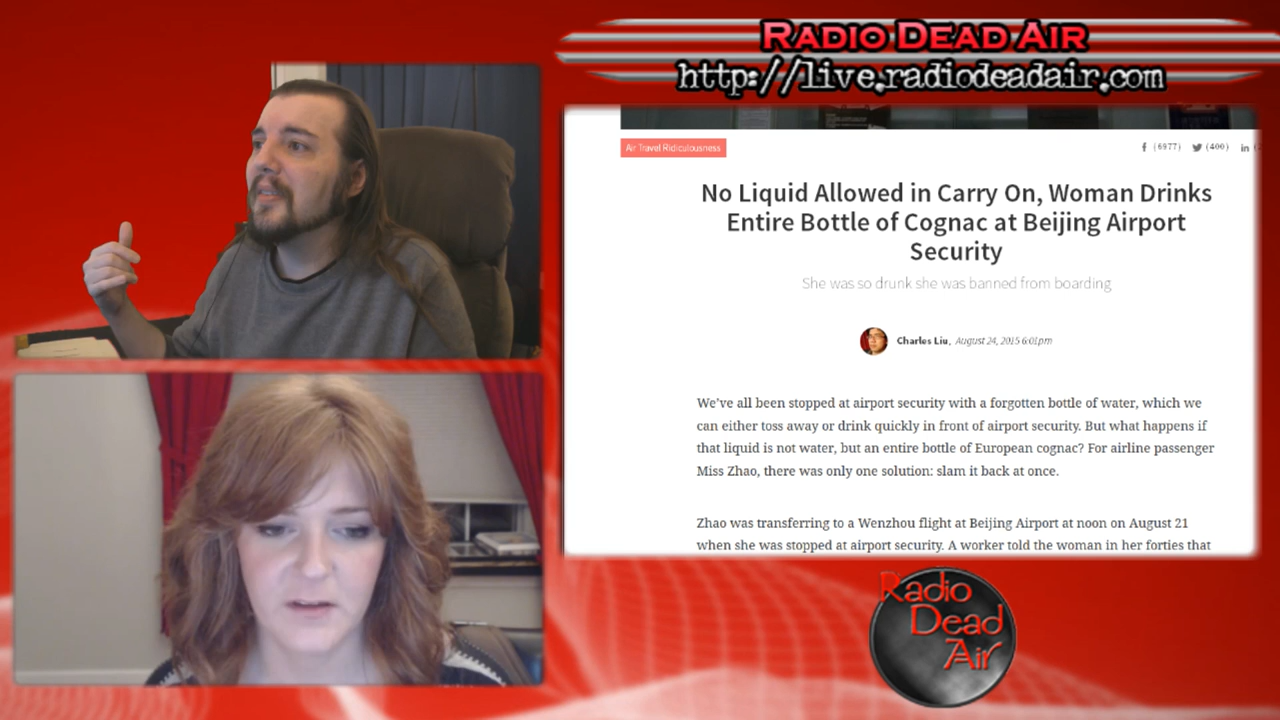 RADIO DEAD AIR
http://live.radiodeadair.com
Air Travel Ridiculousness
(6977) (400) in
No Liquid Allowed in Carry On, Woman Drinks
Entire Bottle of Cognac at Beijing Airport
Security
She was so drunk she was banned from boarding
Charles Liu, August 24, 2015 6:01pm
We've all been stopped at airport security with a forgotten bottle of water, which we
can either toss away or drink quickly in front of airport security. But what happens if
that liquid is not water, but an entire bottle of European cognac? For airline passenger
Miss Zhao, there was only one solution: slam it back at once.
Zhao was transferring to a Wenzhou flight at Beijing Airport at noon on August 21
when she was stopped at airport security. A worker told the woman in her forties that
Radio
Dead
Air